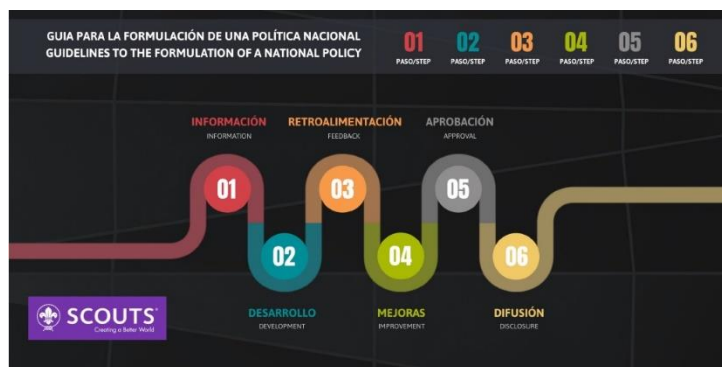 GUIA PARA LA FORMULACIÓN DE UNA POLÍTICA NACIONAL
GUIDELINES TO THE FORMULATION OF A NATIONAL POLICY
01
PASO/STEP
02
PASO/STEP
03
PASO/STEP
04
PASO/STEP
05
PASO/STEP
06
PASO/STEP
INFORMACIÓN
INFORMATION
RETROALIMENTACIÓN
FEEDBACK
APROBACIÓN
APPROVAL
01
03
05
02
04
06
DESARROLLO
DEVELOPMENT
MEJORAS
IMPROVEMENT
DIFUSIÓN
DISCLOSURE
SCOUTS
Creating a Better World